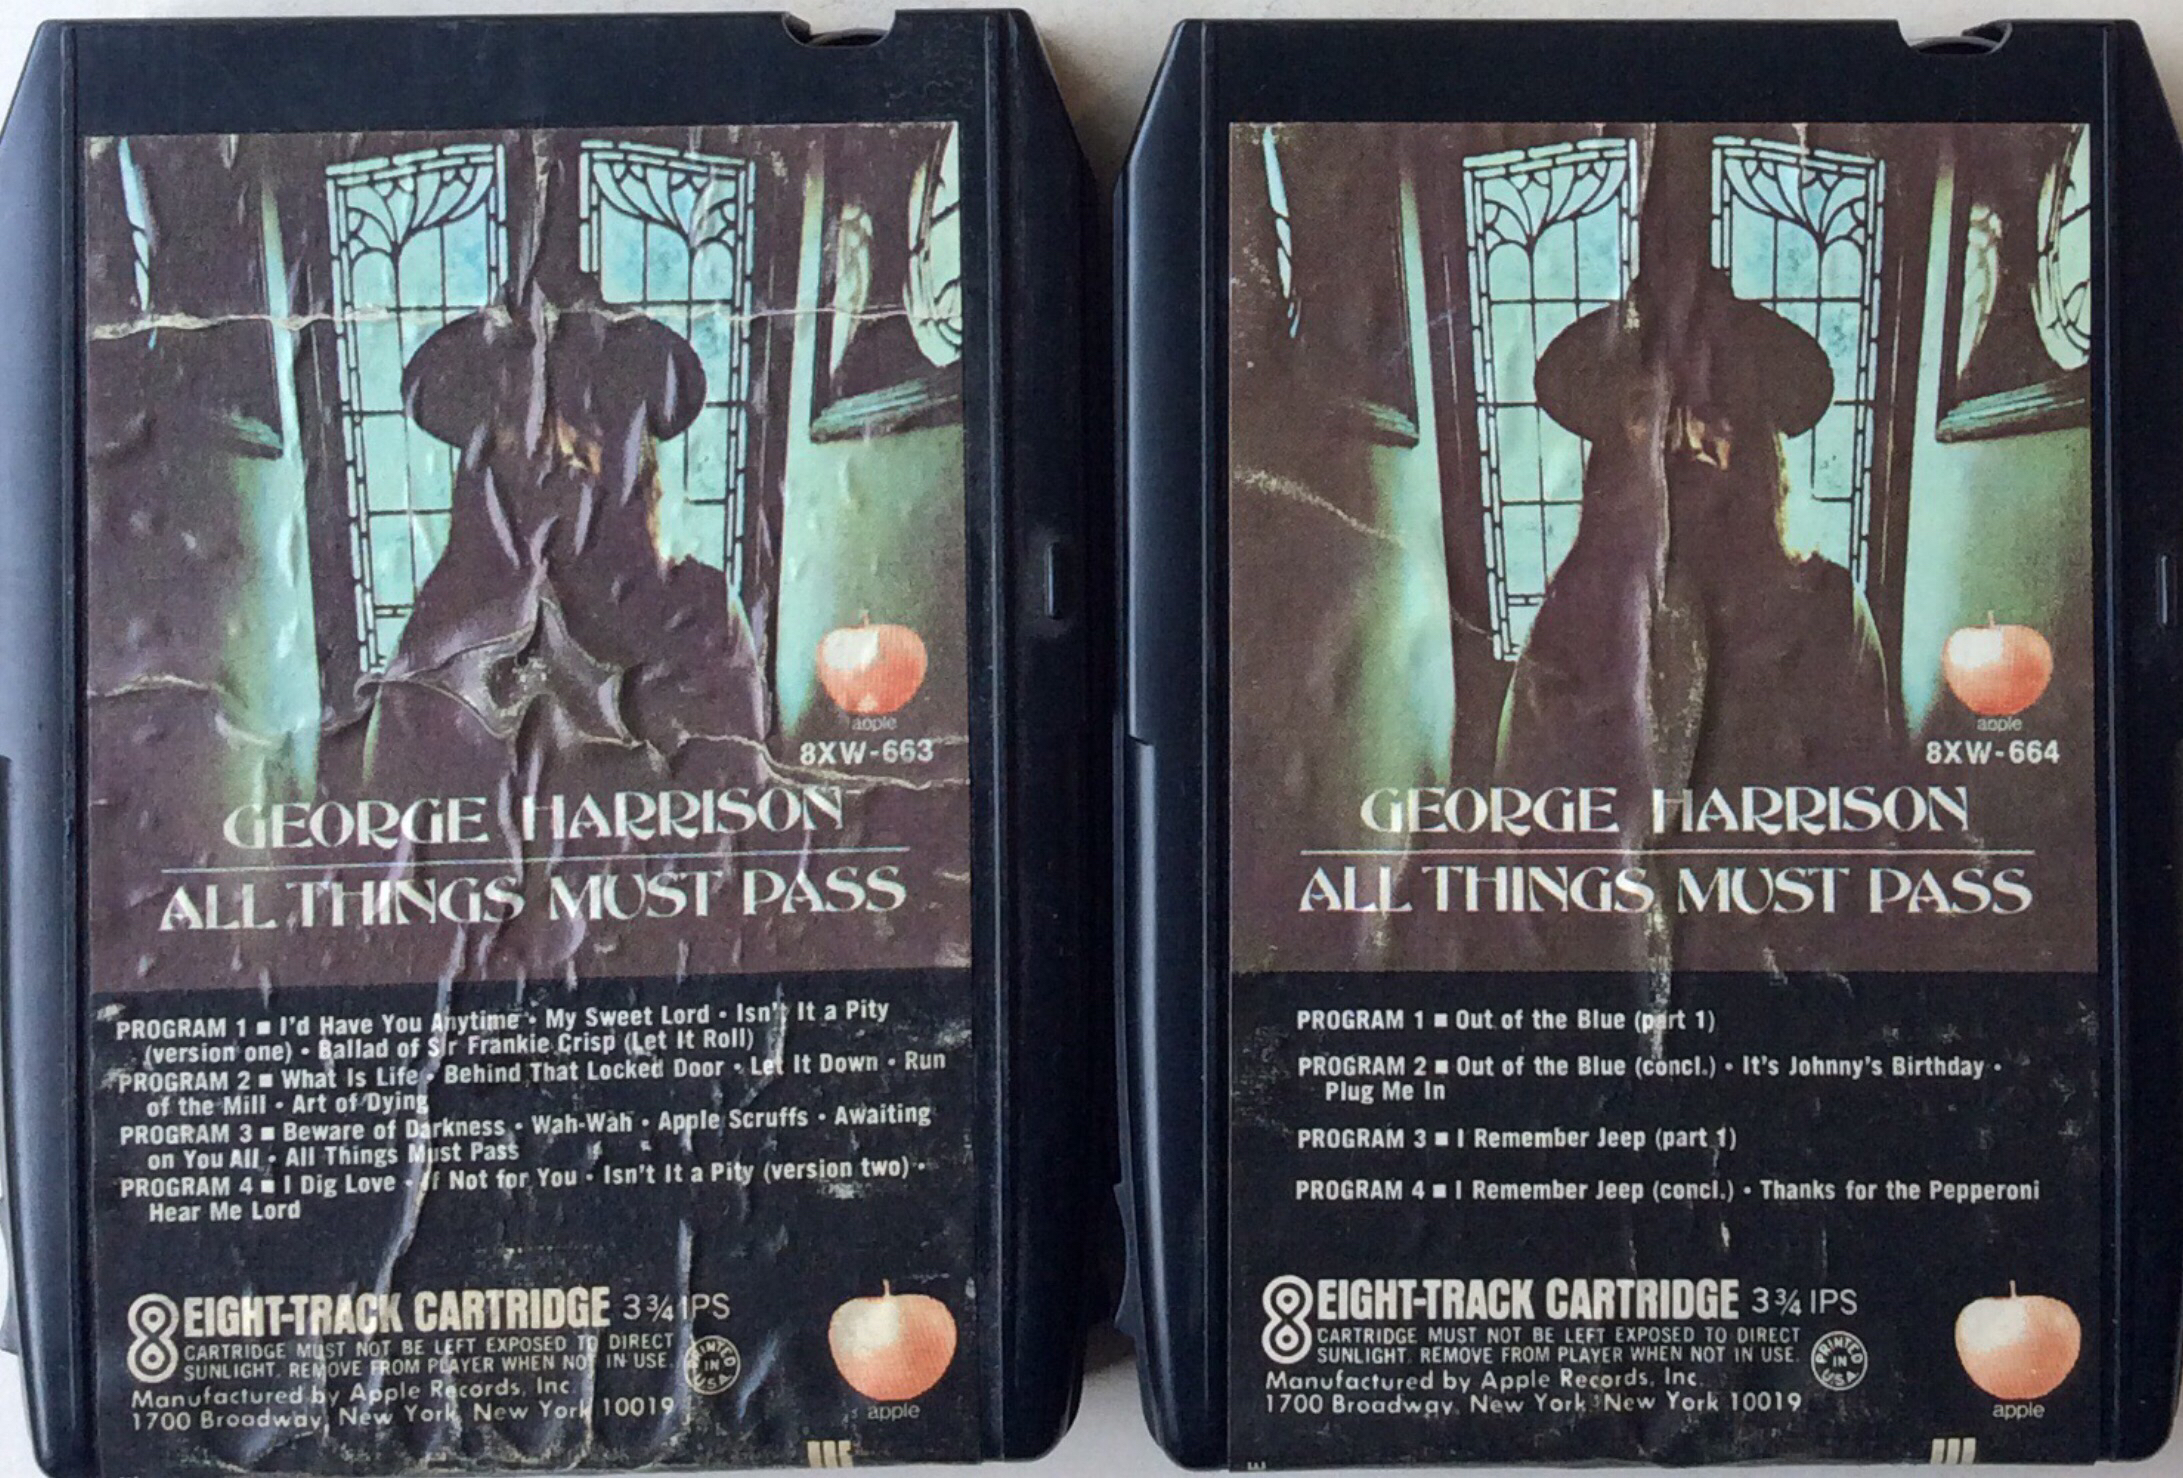 apple
8XW-663
GEORGE HARRISON
ALL THINGS MUST PASS
PROGRAM 1 ■ I'd Have You Anytime • My Sweet Lord • Isn't It a Pity
(version one) • Ballad of Sir Frankie Crisp (Let It Roll)
PROGRAM 2 ■ What Is Life • Behind That Locked Door • Let It Down • Run
of the Mill • Art of Dying
PROGRAM 3 ■ Beware of Darkness • Wah-Wah • Apple Scruffs • Awaiting
on You All • All Things Must Pass
PROGRAM 4 ■ I Dig Love • If Not for You • Isn't It a Pity (version two) •
Hear Me Lord
8 EIGHT-TRACK CARTRIDGE 3¾ IPS
CARTRIDGE MUST NOT BE LEFT EXPOSED TO DIRECT
SUNLIGHT. REMOVE FROM PLAYER WHEN NOT IN USE.
PRINTED IN U.S.A.
Manufactured by Apple Records, Inc.
1700 Broadway, New York, New York 10019
apple
apple
8XW-664
GEORGE HARRISON
ALL THINGS MUST PASS
PROGRAM 1 ■ Out of the Blue (part 1)
PROGRAM 2 ■ Out of the Blue (concl.) • It's Johnny's Birthday •
Plug Me In
PROGRAM 3 ■ I Remember Jeep (part 1)
PROGRAM 4 ■ I Remember Jeep (concl.) • Thanks for the Pepperoni
8 EIGHT-TRACK CARTRIDGE 3¾ IPS
CARTRIDGE MUST NOT BE LEFT EXPOSED TO DIRECT
SUNLIGHT. REMOVE FROM PLAYER WHEN NOT IN USE.
PRINTED IN USA
Manufactured by Apple Records, Inc.
1700 Broadway, New York, New York 10019
apple